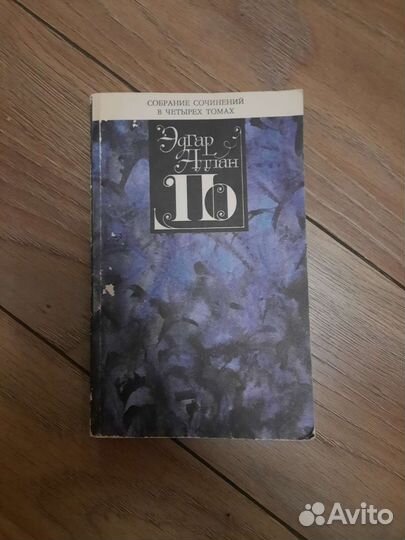 СОБРАНИЕ СОЧИНЕНИЙ
В ЧЕТЫРЕХ ТОМАХ
Эдгар
Аллан
ПО
Avito